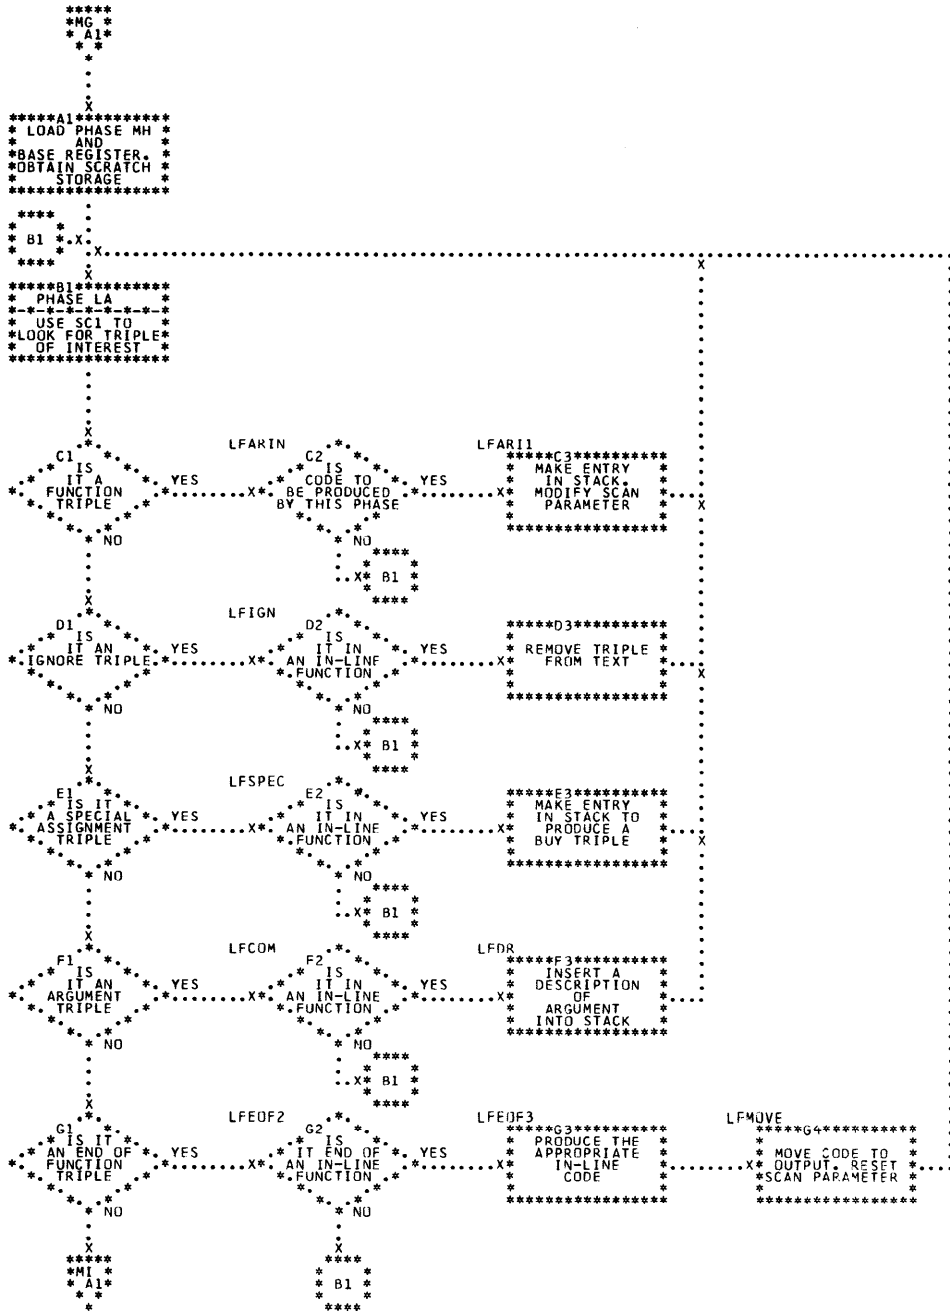 MG
A1
A1
LOAD PHASE MH
AND
BASE REGISTER.
OBTAIN SCRATCH
STORAGE
B1
B1
PHASE LA
USE SC1 TO
LOOK FOR TRIPLE
OF INTEREST
C1
IS
IT A
FUNCTION
TRIPLE
YES
NO
LFARIN
C2
IS
CODE TO
BE PRODUCED
BY THIS PHASE
YES
NO
B1
LFARI1
C3
MAKE ENTRY
IN STACK.
MODIFY SCAN
PARAMETER
D1
IS
IT AN
IGNORE TRIPLE
YES
NO
LFIGN
D2
IS
IT IN
AN IN-LINE
FUNCTION
YES
NO
B1
D3
REMOVE TRIPLE
FROM TEXT
E1
IS IT
A SPECIAL
ASSIGNMENT
TRIPLE
YES
NO
LFSPEC
E2
IS
IT IN
AN IN-LINE
FUNCTION
YES
NO
B1
E3
MAKE ENTRY
IN STACK TO
PRODUCE A
BUY TRIPLE
F1
IS
IT AN
ARGUMENT
TRIPLE
YES
NO
LFCOM
F2
IS
IT IN
AN IN-LINE
FUNCTION
YES
NO
B1
LFDR
F3
INSERT A
DESCRIPTION
OF
ARGUMENT
INTO STACK
G1
IS IT
AN END OF
FUNCTION
TRIPLE
YES
NO
LFEOF2
G2
IS
IT END OF
AN IN-LINE
FUNCTION
YES
NO
LFEOF3
G3
PRODUCE THE
APPROPRIATE
IN-LINE
CODE
LFMOVE
G4
MOVE CODE TO
OUTPUT. RESET
SCAN PARAMETER
MI
A1
B1